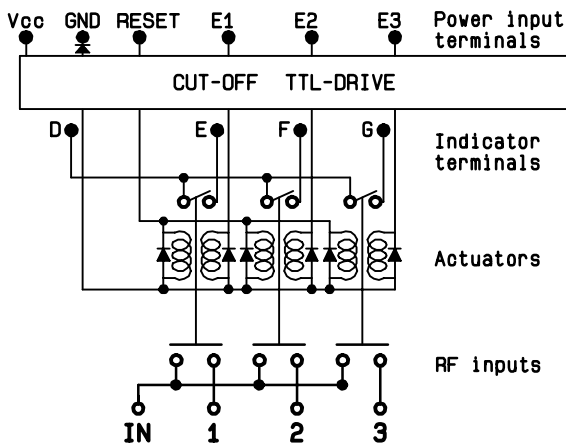 Vcc GND RESET E1 E2 E3 Power input
terminals
CUT-OFF TTL-DRIVE
D E F G Indicator
terminals
Actuators
RF inputs
IN 1 2 3